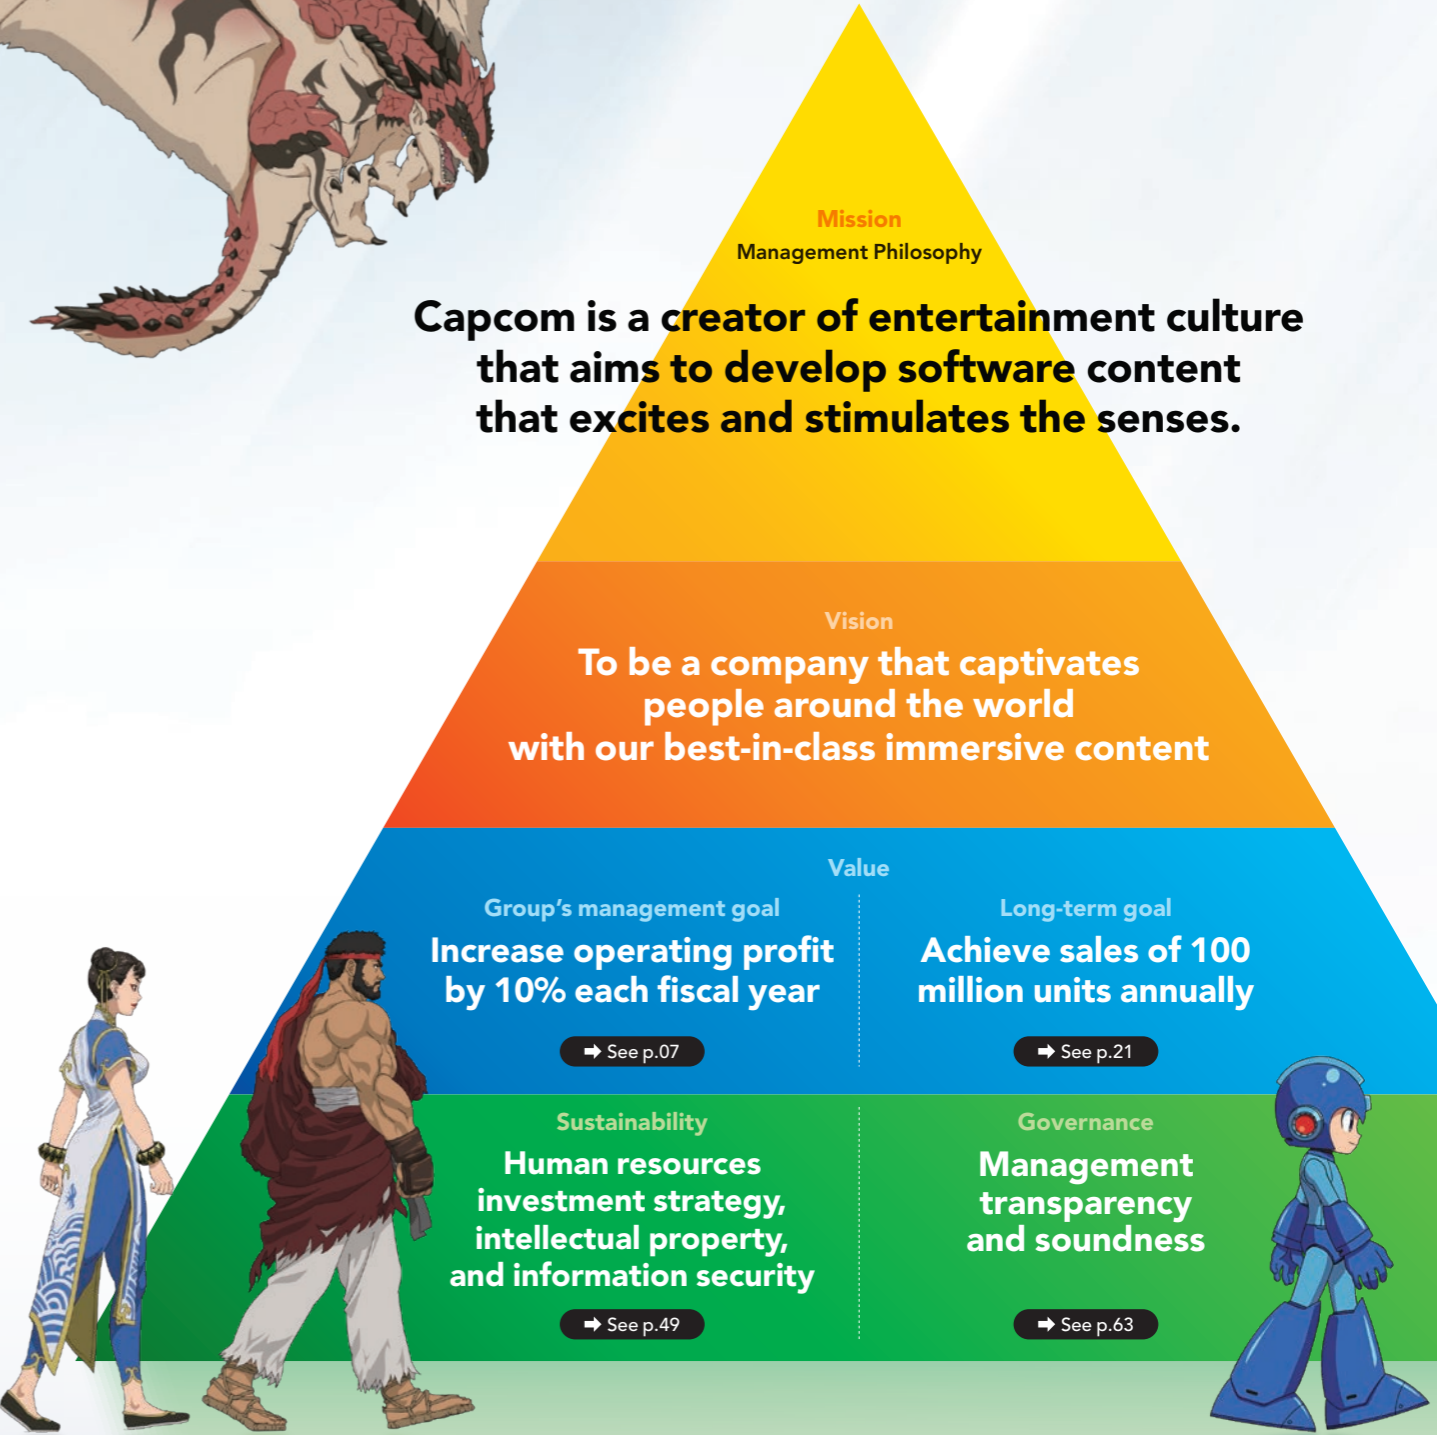 Mission
Management Philosophy
Capcom is a creator of entertainment culture
that aims to develop software content
that excites and stimulates the senses.
Vision
To be a company that captivates
people around the world
with our best-in-class immersive content
Value
Group’s management goal
Increase operating profit
by 10% each fiscal year
➡ See p.07
Long-term goal
Achieve sales of 100
million units annually
➡ See p.21
Sustainability
Human resources
investment strategy,
intellectual property,
and information security
➡ See p.49
Governance
Management
transparency
and soundness
➡ See p.63